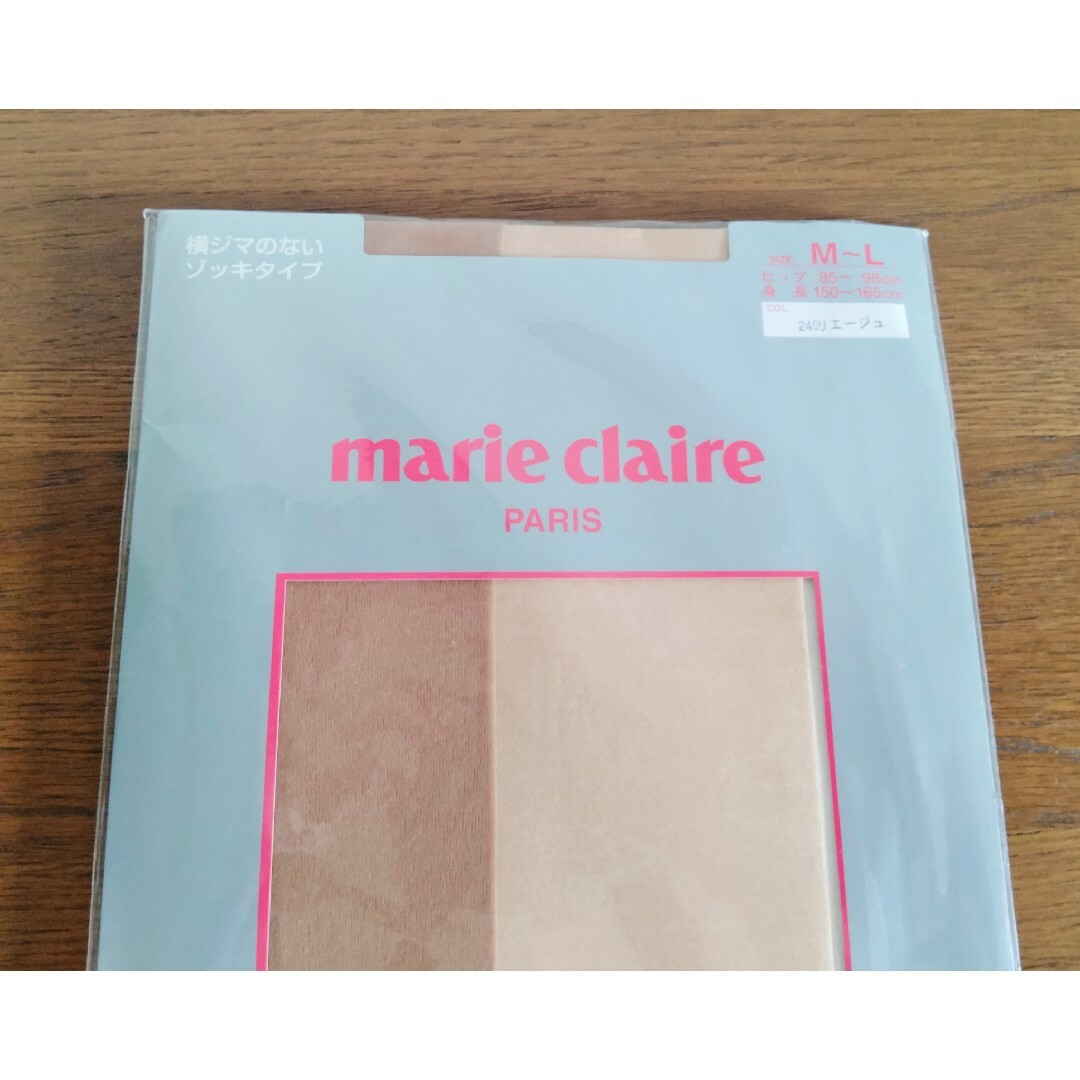 横ジマのない
ゾッキタイプ
SIZE M～L
ヒップ 85～98cm
身長 150～165cm
COL.
245リエージュ
marie claire
PARIS